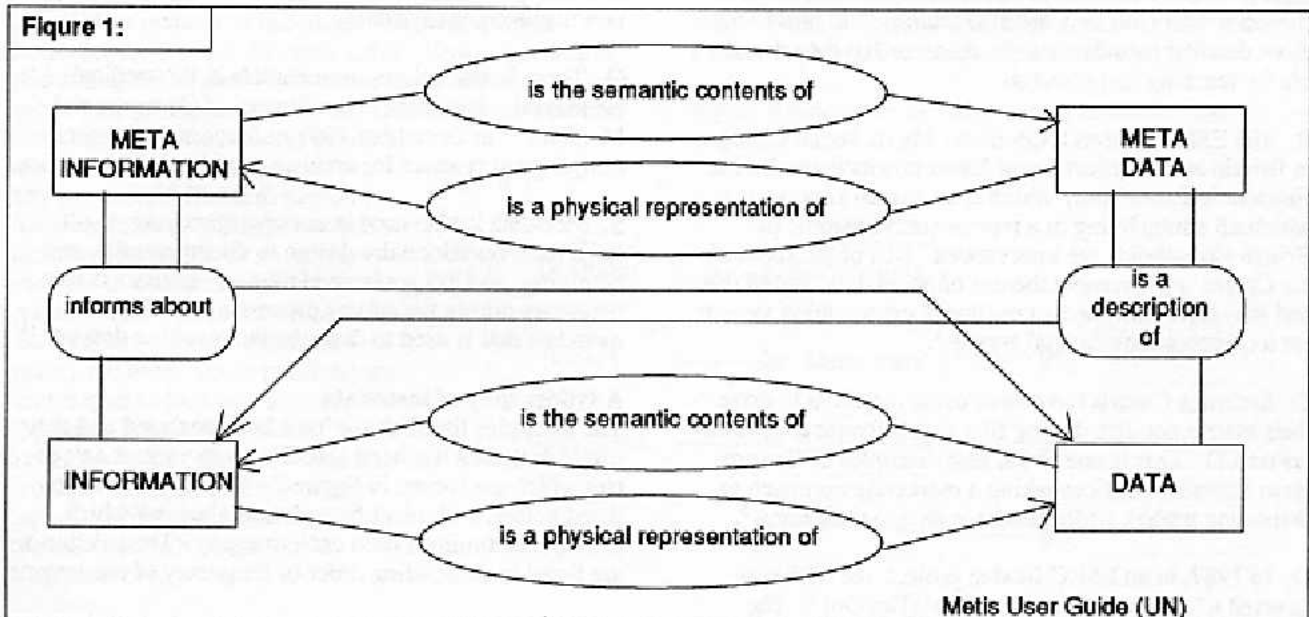 Figure 1:
is the semantic contents of
META
INFORMATION
META
DATA
is a physical representation of
informs about
is a
description
of
is the semantic contents of
INFORMATION
DATA
is a physical representation of
Metis User Guide (UN)